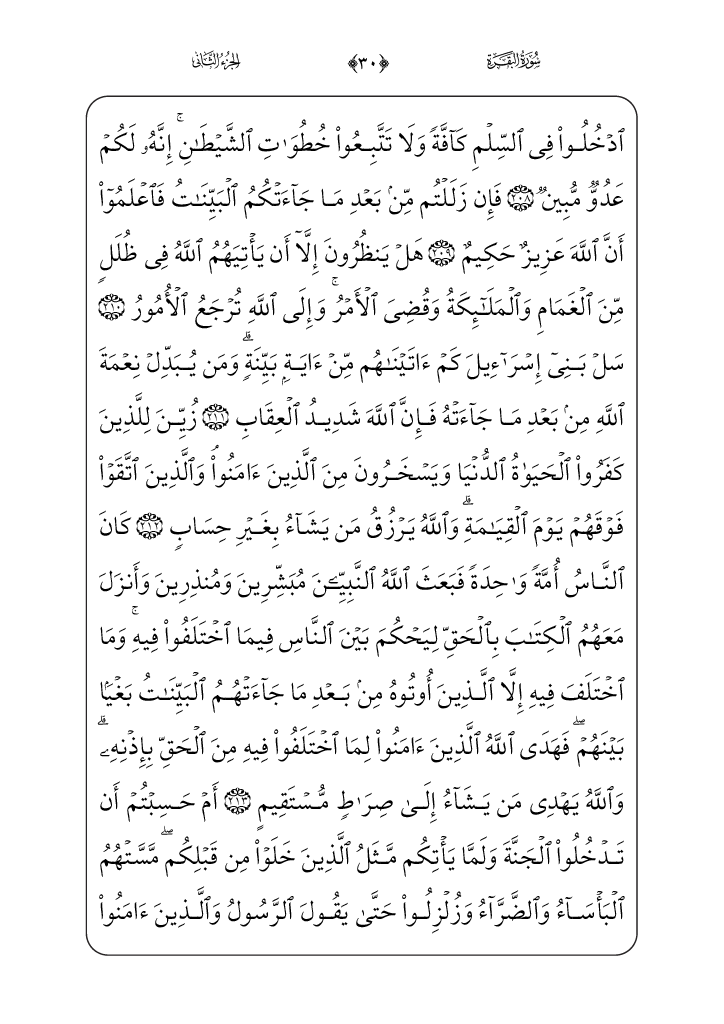 سُورَةُ البَقَرَةِ ﴿٣٠﴾ الجُزءُ الثَّانِي
ٱدۡخُلُواْ فِي ٱلسِّلۡمِ كَآفَّةٗ وَلَا تَتَّبِعُواْ خُطُوَٰتِ ٱلشَّيۡطَٰنِۚ إِنَّهُۥ لَكُمۡ
عَدُوّٞ مُّبِينٞ ٢٠٨ فَإِن زَلَلۡتُم مِّنۢ بَعۡدِ مَا جَآءَتۡكُمُ ٱلۡبَيِّنَٰتُ فَٱعۡلَمُوٓاْ
أَنَّ ٱللَّهَ عَزِيزٌ حَكِيمٌ ٢٠٩ هَلۡ يَنظُرُونَ إِلَّآ أَن يَأۡتِيَهُمُ ٱللَّهُ فِي ظُلَلٖ
مِّنَ ٱلۡغَمَامِ وَٱلۡمَلَٰٓئِكَةُ وَقُضِيَ ٱلۡأَمۡرُۚ وَإِلَى ٱللَّهِ تُرۡجَعُ ٱلۡأُمُورُ ٢١٠
سَلۡ بَنِيٓ إِسۡرَٰٓءِيلَ كَمۡ ءَاتَيۡنَٰهُم مِّنۡ ءَايَةِۭ بَيِّنَةٖۗ وَمَن يُبَدِّلۡ نِعۡمَةَ
ٱللَّهِ مِنۢ بَعۡدِ مَا جَآءَتۡهُ فَإِنَّ ٱللَّهَ شَدِيدُ ٱلۡعِقَابِ ٢١١ زُيِّنَ لِلَّذِينَ
كَفَرُواْ ٱلۡحَيَوٰةُ ٱلدُّنۡيَا وَيَسۡخَرُونَ مِنَ ٱلَّذِينَ ءَامَنُواْۘ وَٱلَّذِينَ ٱتَّقَوۡاْ
فَوۡقَهُمۡ يَوۡمَ ٱلۡقِيَٰمَةِۗ وَٱللَّهُ يَرۡزُقُ مَن يَشَآءُ بِغَيۡرِ حِسَابٖ ٢١٢ كَانَ
ٱلنَّاسُ أُمَّةٗ وَٰحِدَةٗ فَبَعَثَ ٱللَّهُ ٱلنَّبِيِّـۧنَ مُبَشِّرِينَ وَمُنذِرِينَ وَأَنزَلَ
مَعَهُمُ ٱلۡكِتَٰبَ بِٱلۡحَقِّ لِيَحۡكُمَ بَيۡنَ ٱلنَّاسِ فِيمَا ٱخۡتَلَفُواْ فِيهِۚ وَمَا
ٱخۡتَلَفَ فِيهِ إِلَّا ٱلَّذِينَ أُوتُوهُ مِنۢ بَعۡدِ مَا جَآءَتۡهُمُ ٱلۡبَيِّنَٰتُ بَغۡيَۢا
بَيۡنَهُمۡۖ فَهَدَى ٱللَّهُ ٱلَّذِينَ ءَامَنُواْ لِمَا ٱخۡتَلَفُواْ فِيهِ مِنَ ٱلۡحَقِّ بِإِذۡنِهِۦۗ
وَٱللَّهُ يَهۡدِي مَن يَشَآءُ إِلَىٰ صِرَٰطٖ مُّسۡتَقِيمٍ ٢١٣ أَمۡ حَسِبۡتُمۡ أَن
تَدۡخُلُواْ ٱلۡجَنَّةَ وَلَمَّا يَأۡتِكُم مَّثَلُ ٱلَّذِينَ خَلَوۡاْ مِن قَبۡلِكُمۖ مَّسَّتۡهُمُ
ٱلۡبَأۡسَآءُ وَٱلضَّرَّآءُ وَزُلۡزِلُواْ حَتَّىٰ يَقُولَ ٱلرَّسُولُ وَٱلَّذِينَ ءَامَنُواْ